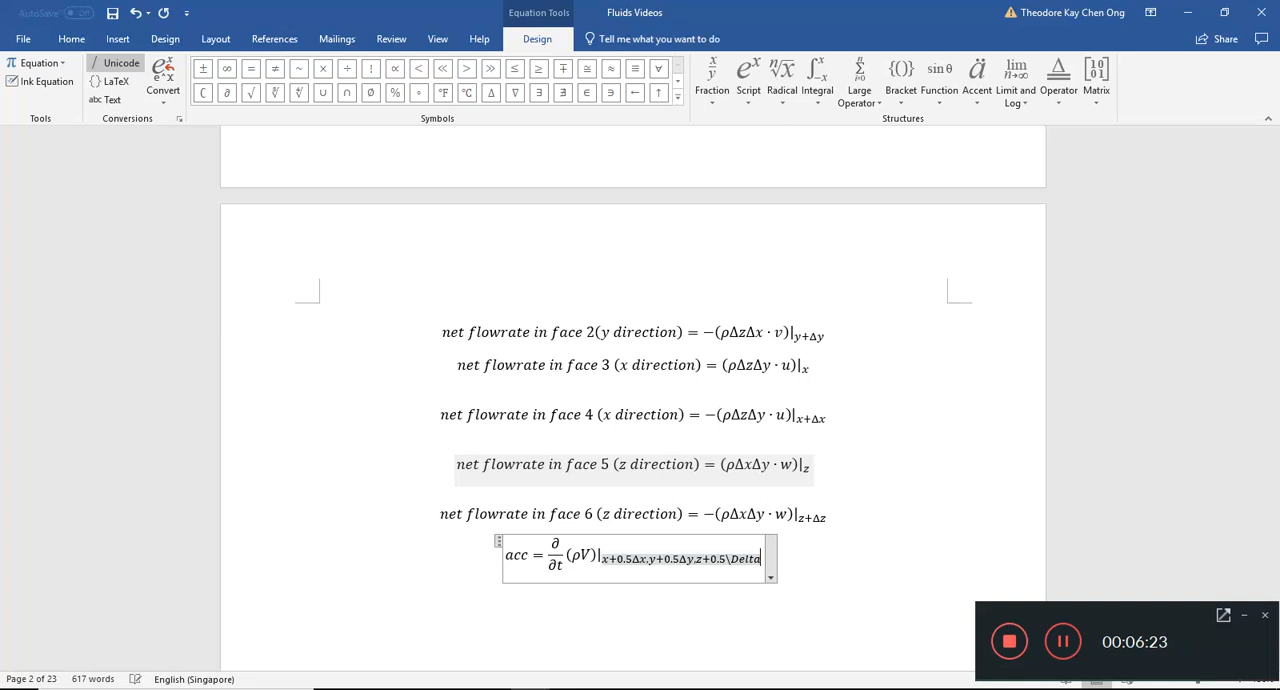 AutoSave Off
Equation Tools
Fluids Videos
Theodore Kay Chen Ong
File Home Insert Design Layout References Mailings Review View Help Design Tell me what you want to do Share
π Equation / Unicode e^x Convert
Ink Equation {} LaTeX
abc Text
± ∞ = ≠ ~ × ÷ ! ∝ < ≪ > ≫ ≤ ≥ ∓ ≅ ≈ ≡ ∀
∁ ∂ √ ∛ ∜ ∪ ∩ ∅ % ° °F °C ∆ ∇ ∃ ∄ ∈ ∋ ← ↑
Fraction Script Radical Integral Large Operator Bracket Function Accent Limit and Log Operator Matrix
Tools Conversions Symbols Structures
net flowrate in face 2(y direction) = −(ρΔzΔx · v)|y+Δy
net flowrate in face 3 (x direction) = (ρΔzΔy · u)|x
net flowrate in face 4 (x direction) = −(ρΔzΔy · u)|x+Δx
net flowrate in face 5 (z direction) = (ρΔxΔy · w)|z
net flowrate in face 6 (z direction) = −(ρΔxΔy · w)|z+Δz
acc = ∂/∂t (ρV)|x+0.5Δx,y+0.5Δy,z+0.5\Delta
00:06:23
Page 2 of 23 617 words English (Singapore)